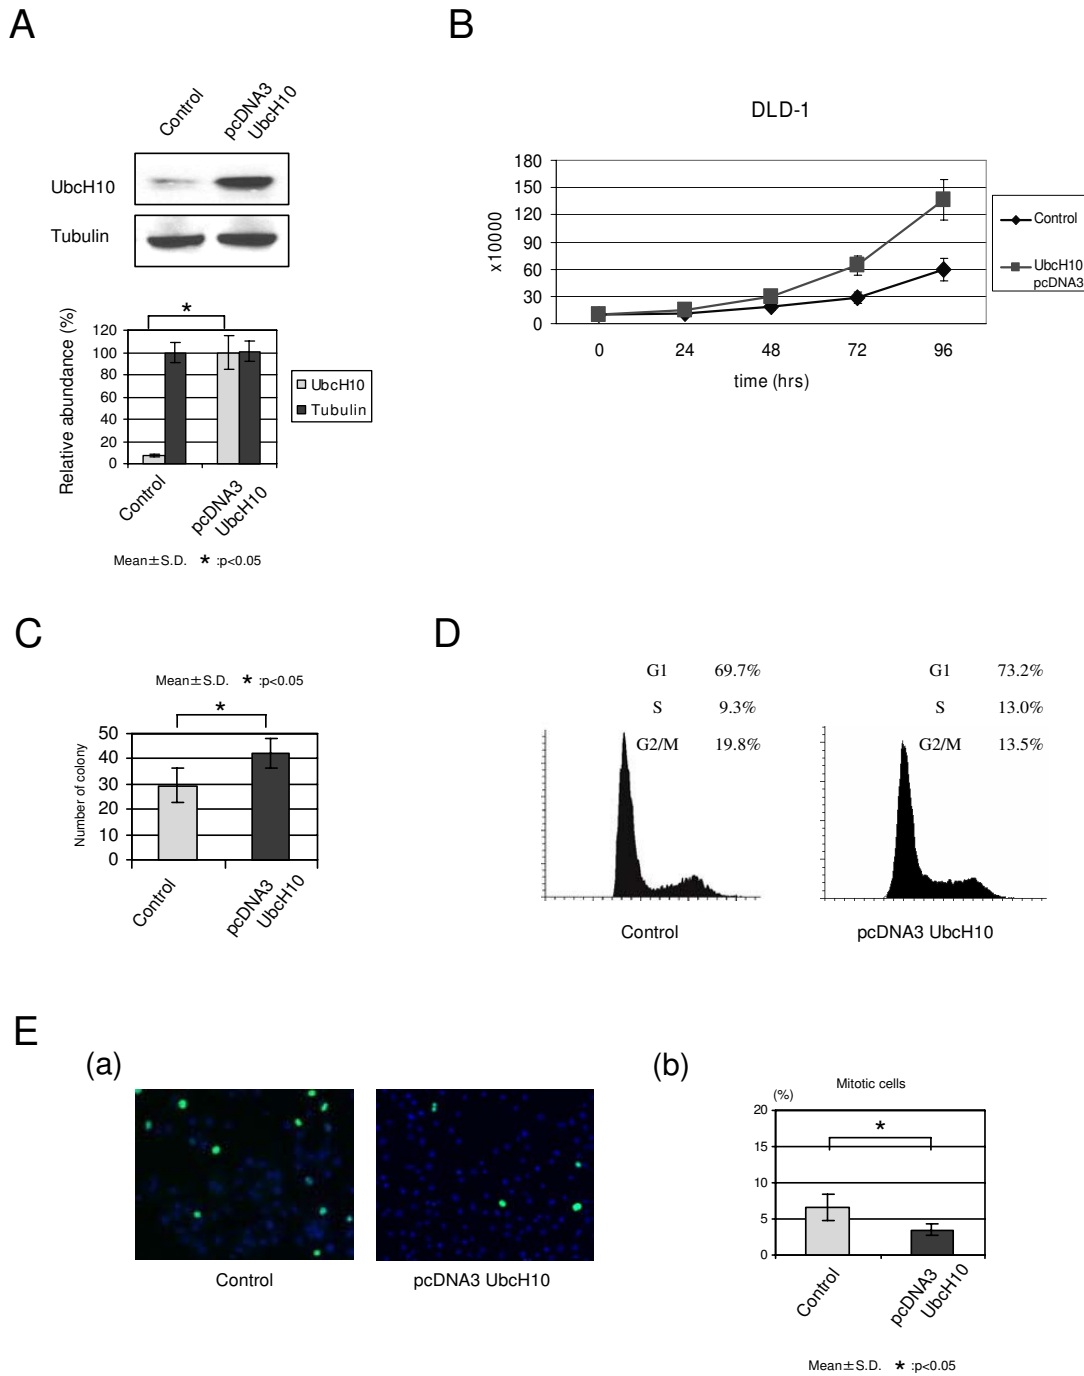 A
Control
pcDNA3
UbcH10
UbcH10
Tubulin
Relative abundance (%)
120
100
80
60
40
20
0
*
UbcH10
Tubulin
Control
pcDNA3
UbcH10
Mean±S.D. * :p<0.05
B
DLD-1
x10000
180
150
120
90
60
30
0
0 24 48 72 96
time (hrs)
Control
UbcH10
pcDNA3
C
Mean±S.D. * :p<0.05
*
Number of colony
50
40
30
20
10
0
Control
pcDNA3
UbcH10
D
G1 69.7%
S 9.3%
G2/M 19.8%
Control
G1 73.2%
S 13.0%
G2/M 13.5%
pcDNA3 UbcH10
E
(a)
Control
pcDNA3 UbcH10
(b)
Mitotic cells
(%)
20
15
10
5
0
*
Control
pcDNA3
UbcH10
Mean±S.D. * :p<0.05